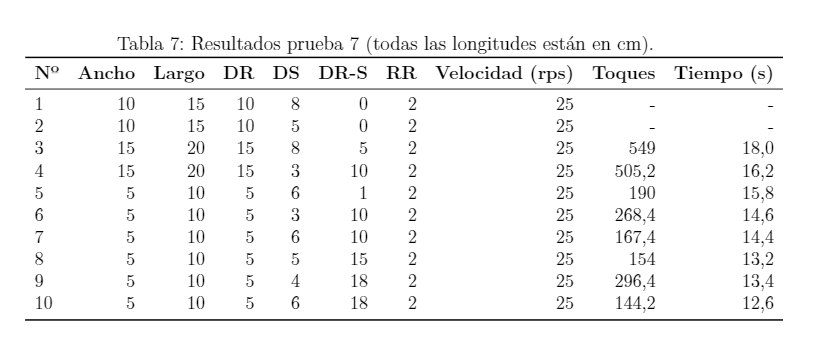 Tabla 7: Resultados prueba 7 (todas las longitudes están en cm).
Nº Ancho Largo DR DS DR-S RR Velocidad (rps) Toques Tiempo (s)
1 10 15 10 8 0 2 25 - -
2 10 15 10 5 0 2 25 - -
3 15 20 15 8 5 2 25 549 18,0
4 15 20 15 3 10 2 25 505,2 16,2
5 5 10 5 6 1 2 25 190 15,8
6 5 10 5 3 10 2 25 268,4 14,6
7 5 10 5 6 10 2 25 167,4 14,4
8 5 10 5 5 15 2 25 154 13,2
9 5 10 5 4 18 2 25 296,4 13,4
10 5 10 5 6 18 2 25 144,2 12,6